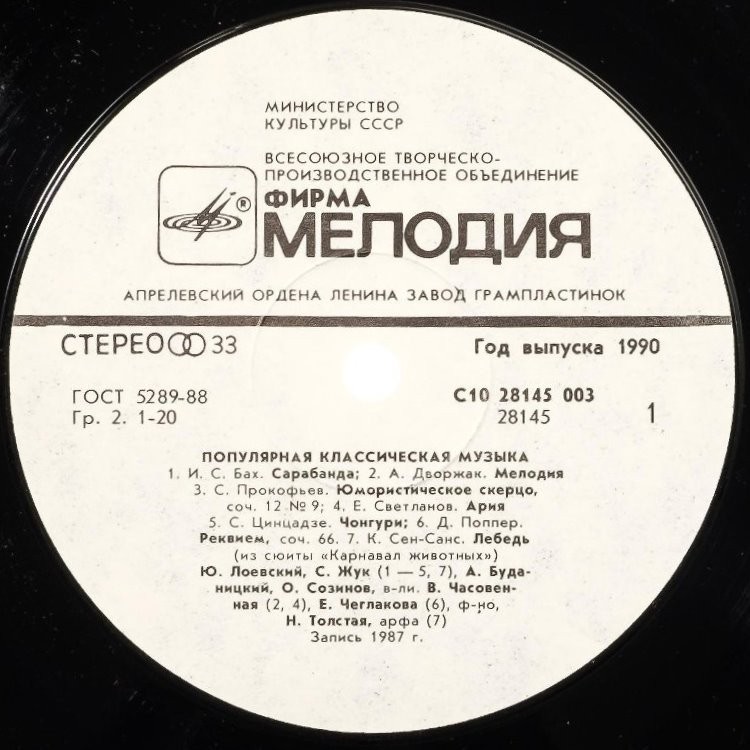 МИНИСТЕРСТВО
КУЛЬТУРЫ СССР
ВСЕСОЮЗНОЕ ТВОРЧЕСКО-
ПРОИЗВОДСТВЕННОЕ ОБЪЕДИНЕНИЕ
®
ФИРМА
МЕЛОДИЯ
АПРЕЛЕВСКИЙ ОРДЕНА ЛЕНИНА ЗАВОД ГРАМПЛАСТИНОК
СТЕРЕО 33 Год выпуска 1990
ГОСТ 5289-88 С10 28145 003
Гр. 2. 1-20 28145 1
ПОПУЛЯРНАЯ КЛАССИЧЕСКАЯ МУЗЫКА
1. И. С. Бах. Сарабанда; 2. А. Дворжак. Мелодия
3. С. Прокофьев. Юмористическое скерцо,
соч. 12 № 9; 4. Е. Светланов. Ария
5. С. Цинцадзе. Чонгури; 6. Д. Поппер.
Реквием, соч. 66. 7. К. Сен-Санс. Лебедь
(из сюиты «Карнавал животных»)
Ю. Лоевский, С. Жук (1 — 5, 7), А. Буда-
ницкий, О. Созинов, в-ли. В. Часовен-
ная (2, 4), Е. Чеглакова (6), ф-но,
Н. Толстая, арфа (7)
Запись 1987 г.